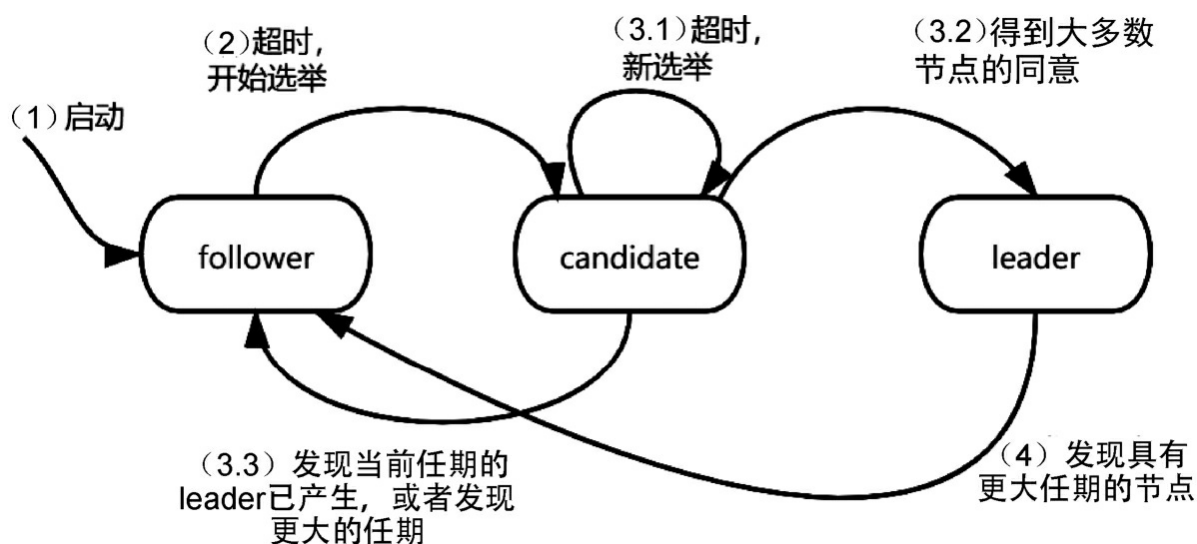 （2）超时，
开始选举
（3.1）超时，
新选举
（3.2）得到大多数
节点的同意
（1）启动
follower
candidate
leader
（3.3）发现当前任期的
leader已产生，或者发现
更大的任期
（4）发现具有
更大任期的节点